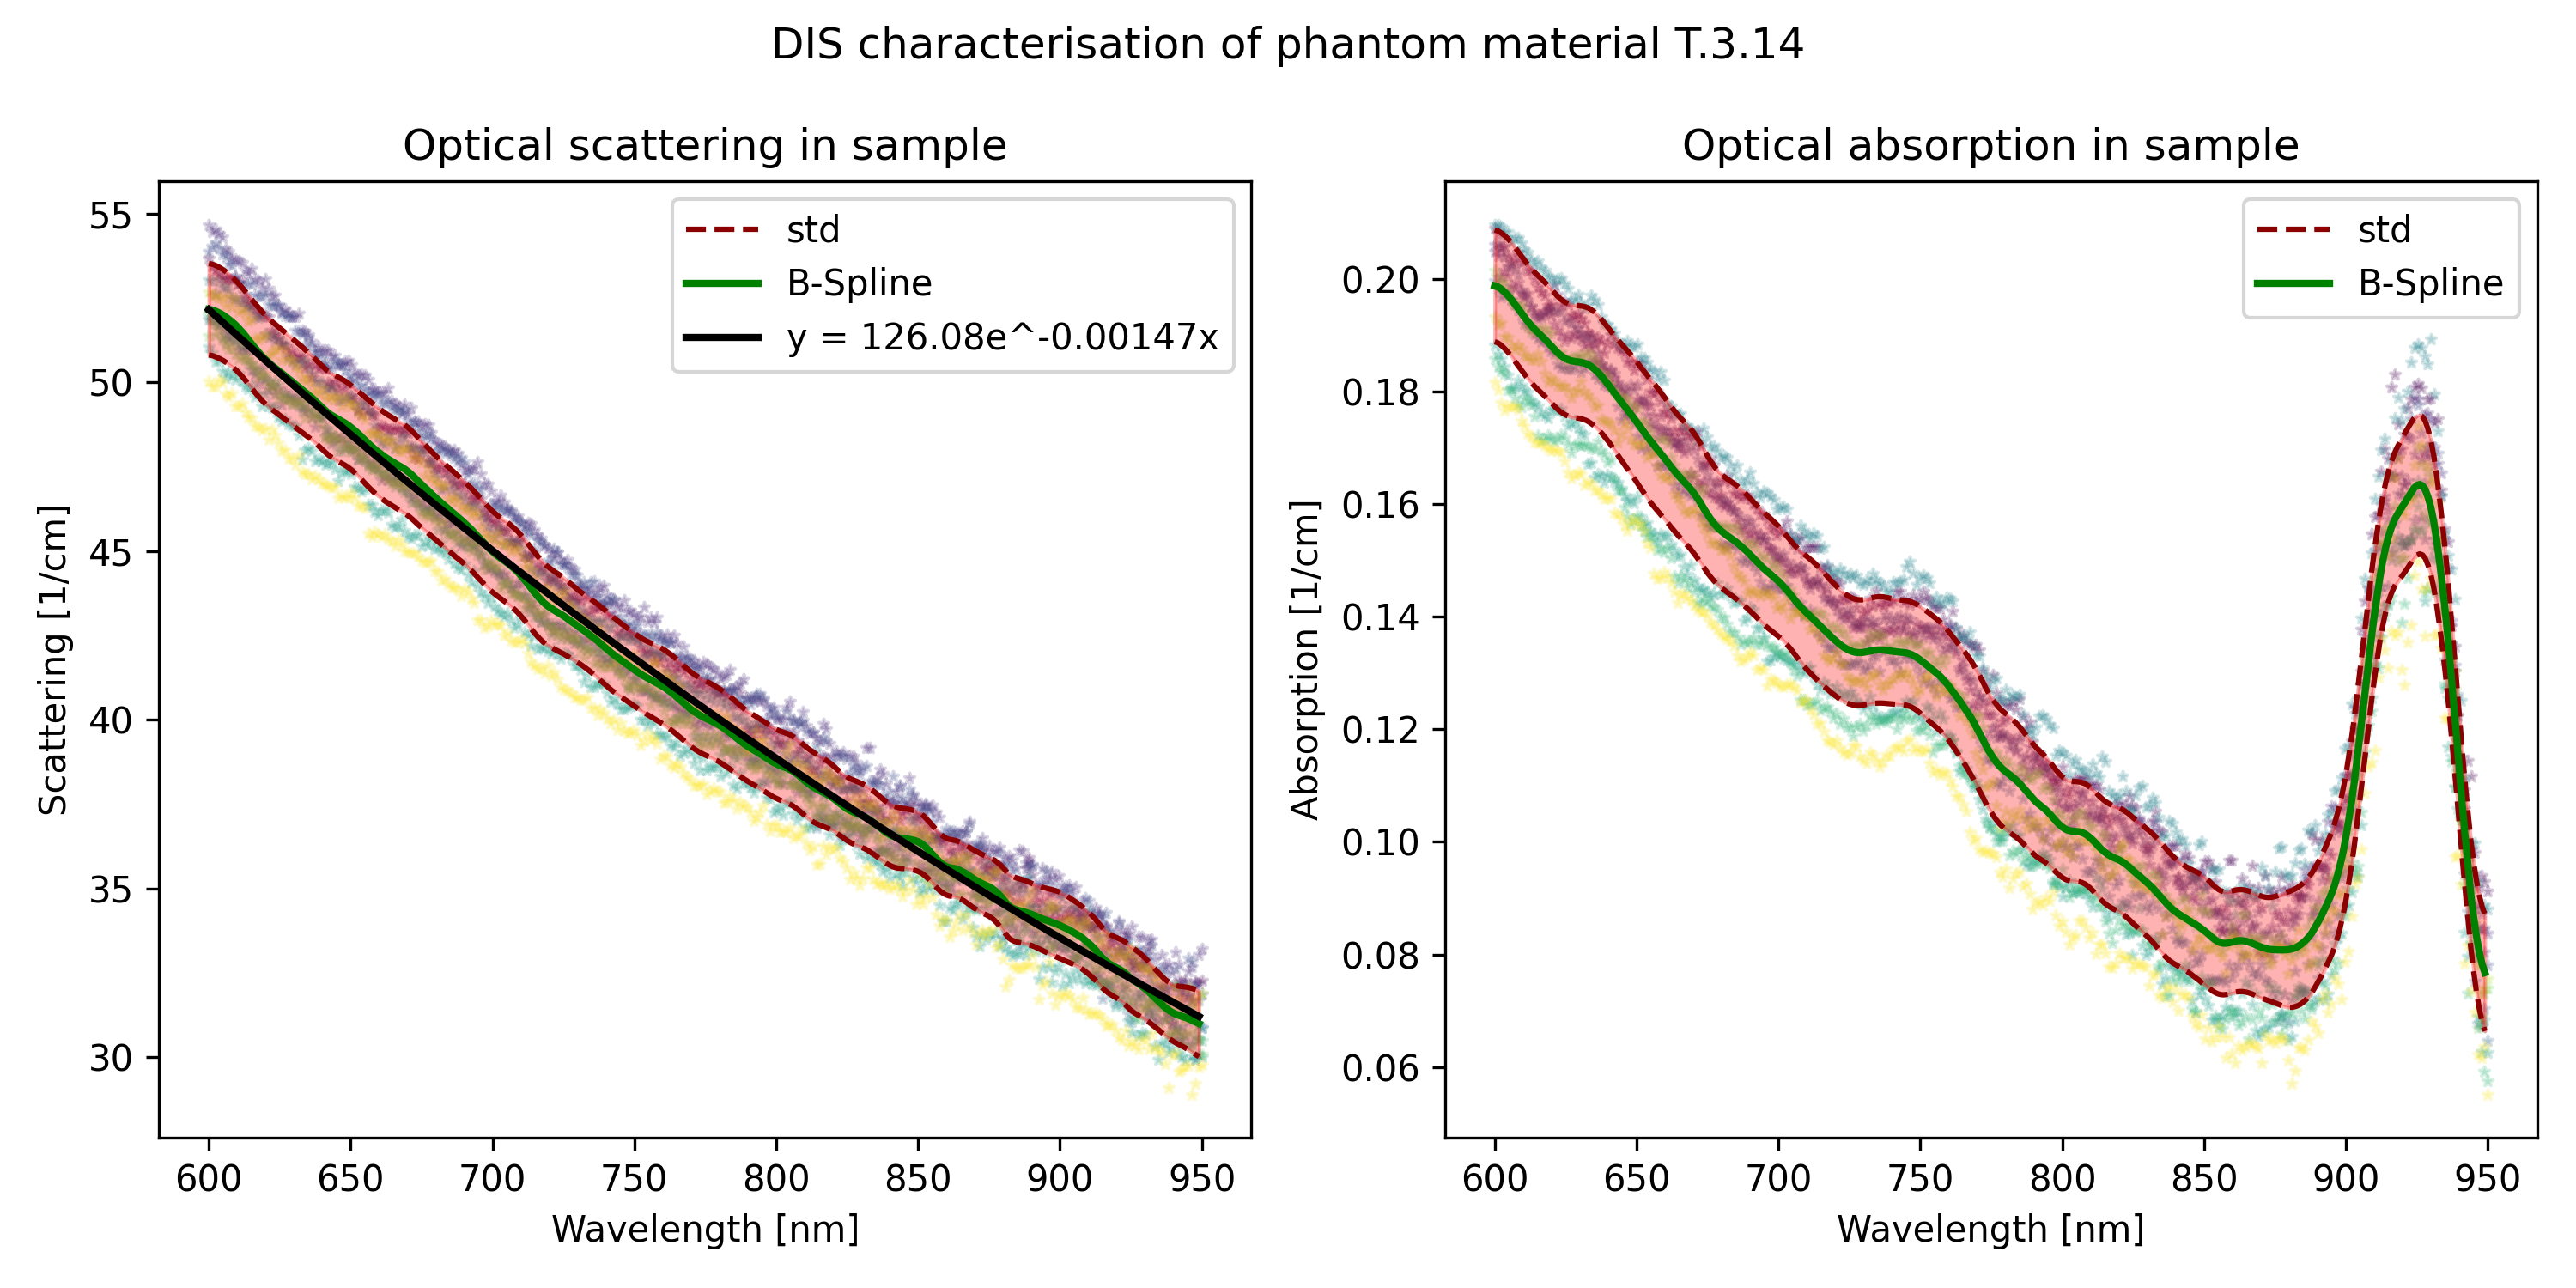 DIS characterisation of phantom material T.3.14
Optical scattering in sample
55
50
45
40
35
30
Scattering [1/cm]
std
B-Spline
y = 126.08e^-0.00147x
600 650 700 750 800 850 900 950
Wavelength [nm]
Optical absorption in sample
0.20
0.18
0.16
0.14
0.12
0.10
0.08
0.06
Absorption [1/cm]
std
B-Spline
600 650 700 750 800 850 900 950
Wavelength [nm]